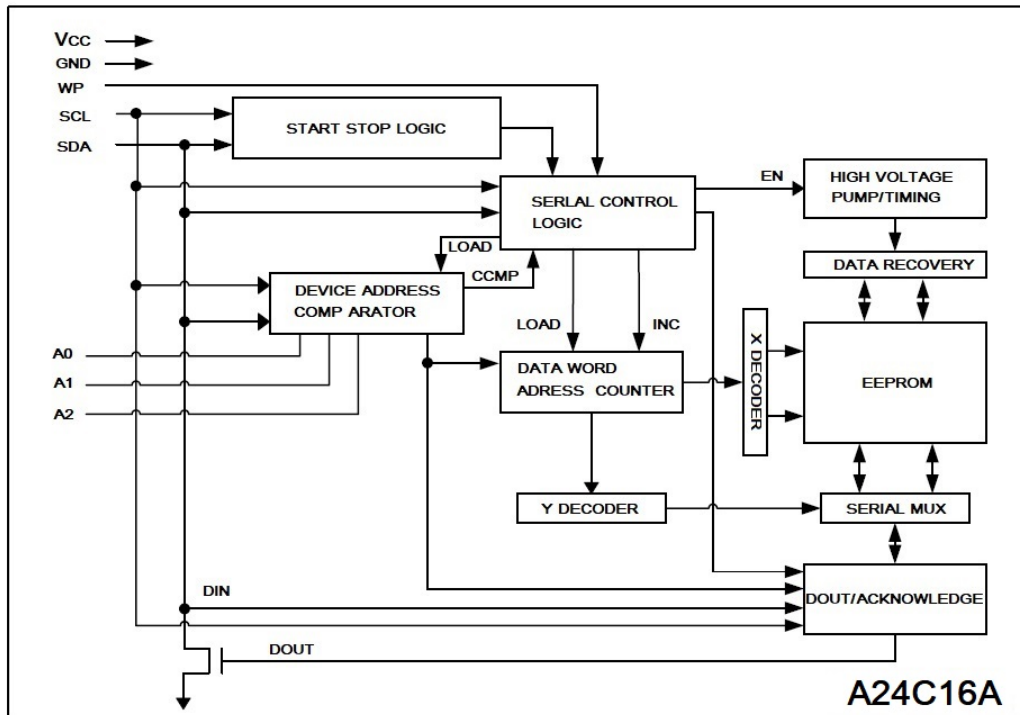 VCC
GND
WP
SCL
SDA
START STOP LOGIC
SERLAL CONTROL
LOGIC
EN
HIGH VOLTAGE
PUMP/TIMING
LOAD
CCMP
DATA RECOVERY
DEVICE ADDRESS
COMP ARATOR
LOAD
INC
A0
A1
A2
DATA WORD
ADRESS COUNTER
X DECODER
EEPROM
Y DECODER
SERIAL MUX
DIN
DOUT/ACKNOWLEDGE
DOUT
A24C16A